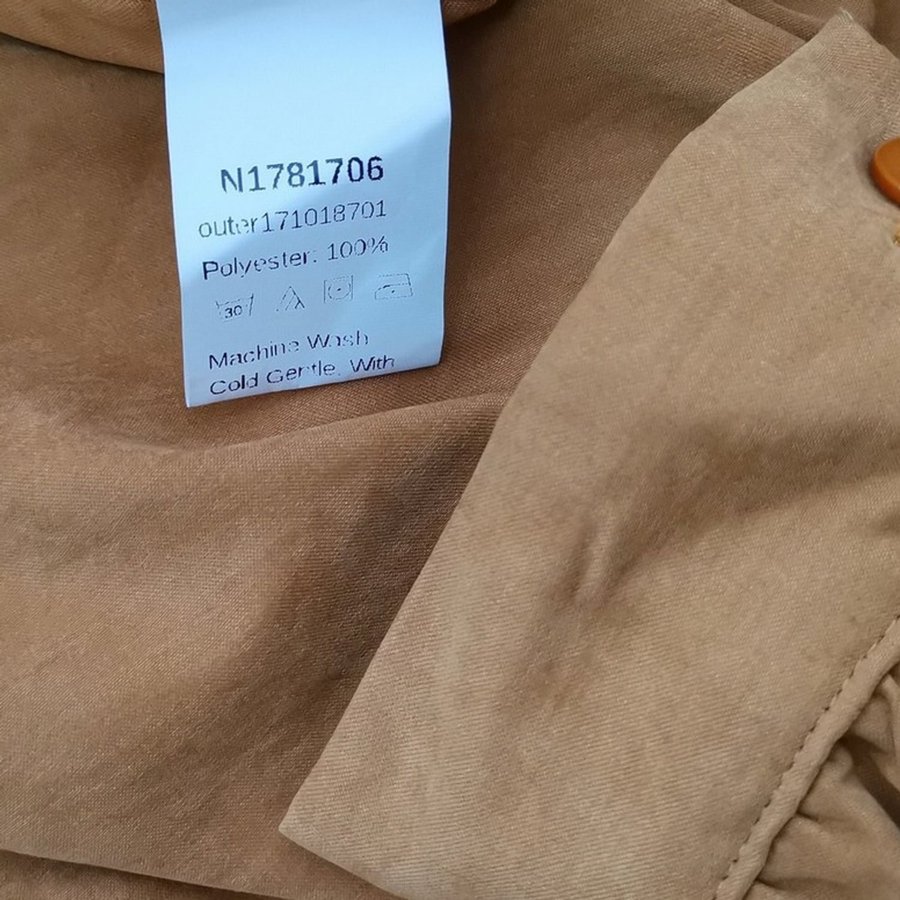 N1781706
outer171018701
Polyester: 100%
30
Machine Wash
Cold Gentle. With